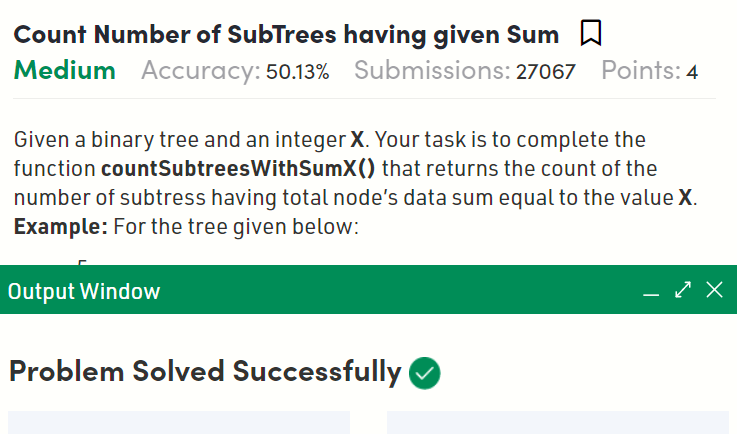 Count Number of SubTrees having given Sum
Medium Accuracy: 50.13% Submissions: 27067 Points: 4
Given a binary tree and an integer X. Your task is to complete the
function countSubtreesWithSumX() that returns the count of the
number of subtress having total node's data sum equal to the value X.
Example: For the tree given below:
5
Output Window
Problem Solved Successfully